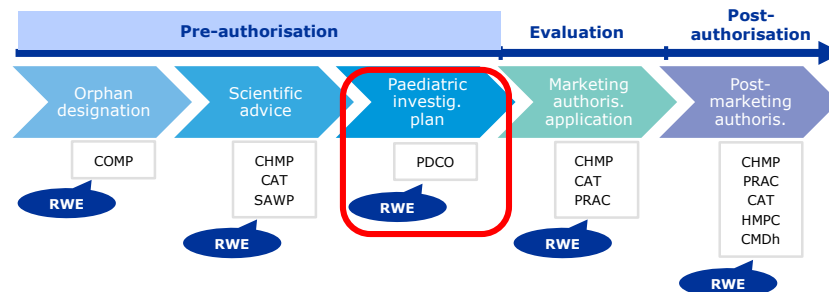 Pre-authorisation
Evaluation
Post-
authorisation
Orphan
designation
Scientific
advice
Paediatric
investig.
plan
Marketing
authoris.
application
Post-
marketing
authoris.
COMP
RWE
CHMP
CAT
SAWP
RWE
PDCO
RWE
CHMP
CAT
PRAC
RWE
CHMP
PRAC
CAT
HMPC
CMDh
RWE